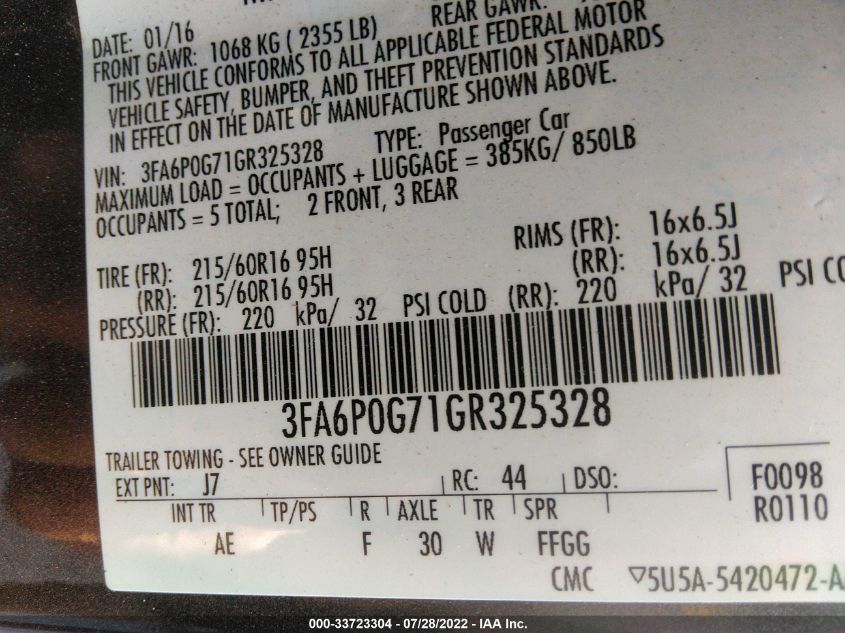 REAR GAWR:
DATE: 01/16
FRONT GAWR: 1068 KG ( 2355 LB)
THIS VEHICLE CONFORMS TO ALL APPLICABLE FEDERAL MOTOR
VEHICLE SAFETY, BUMPER, AND THEFT PREVENTION STANDARDS
IN EFFECT ON THE DATE OF MANUFACTURE SHOWN ABOVE.
VIN: 3FA6P0G71GR325328 TYPE: Passenger Car
MAXIMUM LOAD = OCCUPANTS + LUGGAGE = 385KG/ 850LB
OCCUPANTS = 5 TOTAL; 2 FRONT, 3 REAR
TIRE (FR): 215/60R16 95H RIMS (FR): 16x6.5J
(RR): 215/60R16 95H (RR): 16x6.5J
PRESSURE (FR): 220 kPa/ 32 PSI COLD (RR): 220 kPa/ 32 PSI CO
3FA6P0G71GR325328
TRAILER TOWING - SEE OWNER GUIDE
EXT PNT: J7 RC: 44 DSO: F0098
INT TR TP/PS R AXLE TR SPR R0110
AE F 30 W FFGG
CMC ▽5U5A-5420472-A
000-33723304 - 07/28/2022 - IAA Inc.